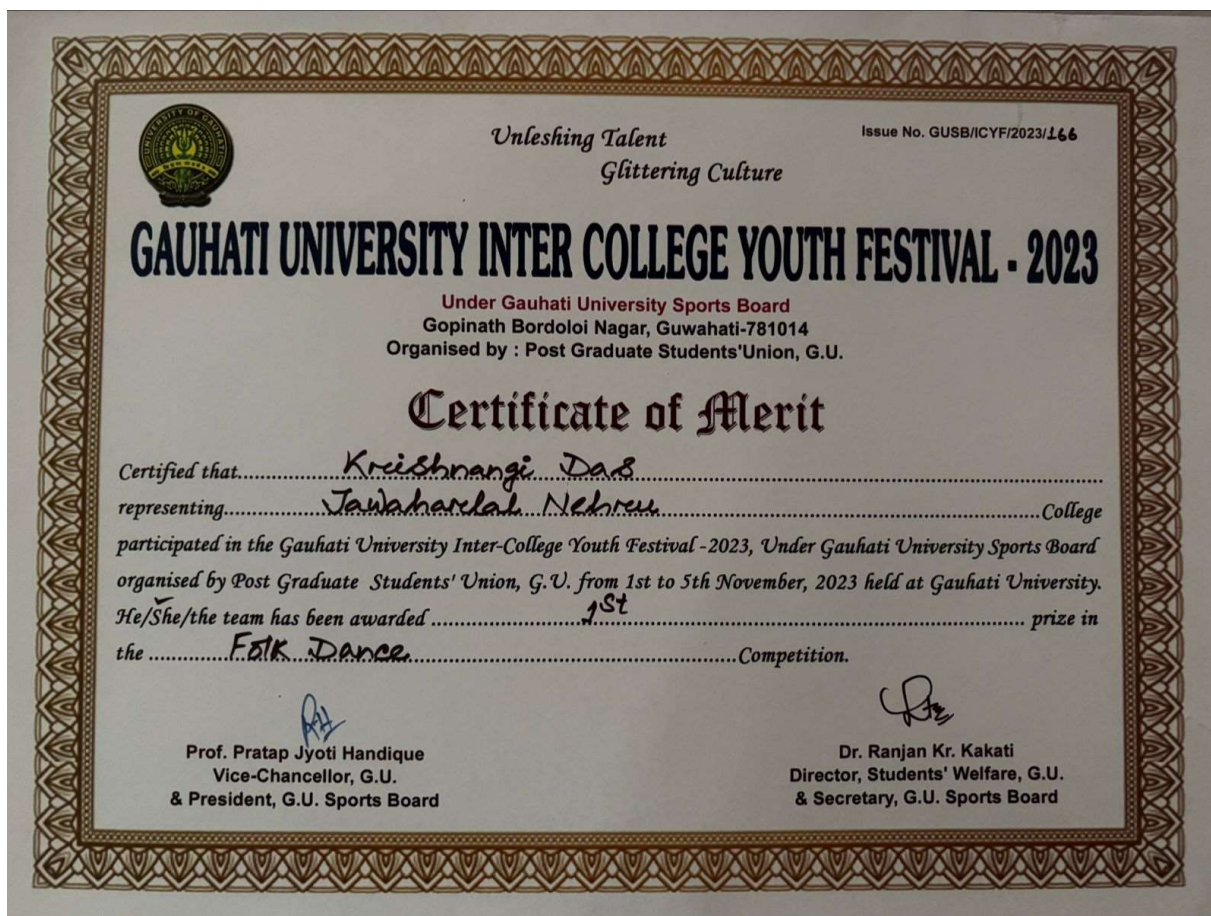 UNIVERSITY OF GAUHATI
Unleshing Talent
Glittering Culture
Issue No. GUSB/ICYF/2023/166
GAUHATI UNIVERSITY INTER COLLEGE YOUTH FESTIVAL - 2023
Under Gauhati University Sports Board
Gopinath Bordoloi Nagar, Guwahati-781014
Organised by : Post Graduate Students'Union, G.U.
Certificate of Merit
Certified that Kreishnangi Das
representing Jawaharelal Nehreu College
participated in the Gauhati University Inter-College Youth Festival -2023, Under Gauhati University Sports Board
organised by Post Graduate Students' Union, G.U. from 1st to 5th November, 2023 held at Gauhati University.
He/She/the team has been awarded 1st prize in
the Folk Dance Competition.
Prof. Pratap Jyoti Handique
Vice-Chancellor, G.U.
& President, G.U. Sports Board
Dr. Ranjan Kr. Kakati
Director, Students' Welfare, G.U.
& Secretary, G.U. Sports Board